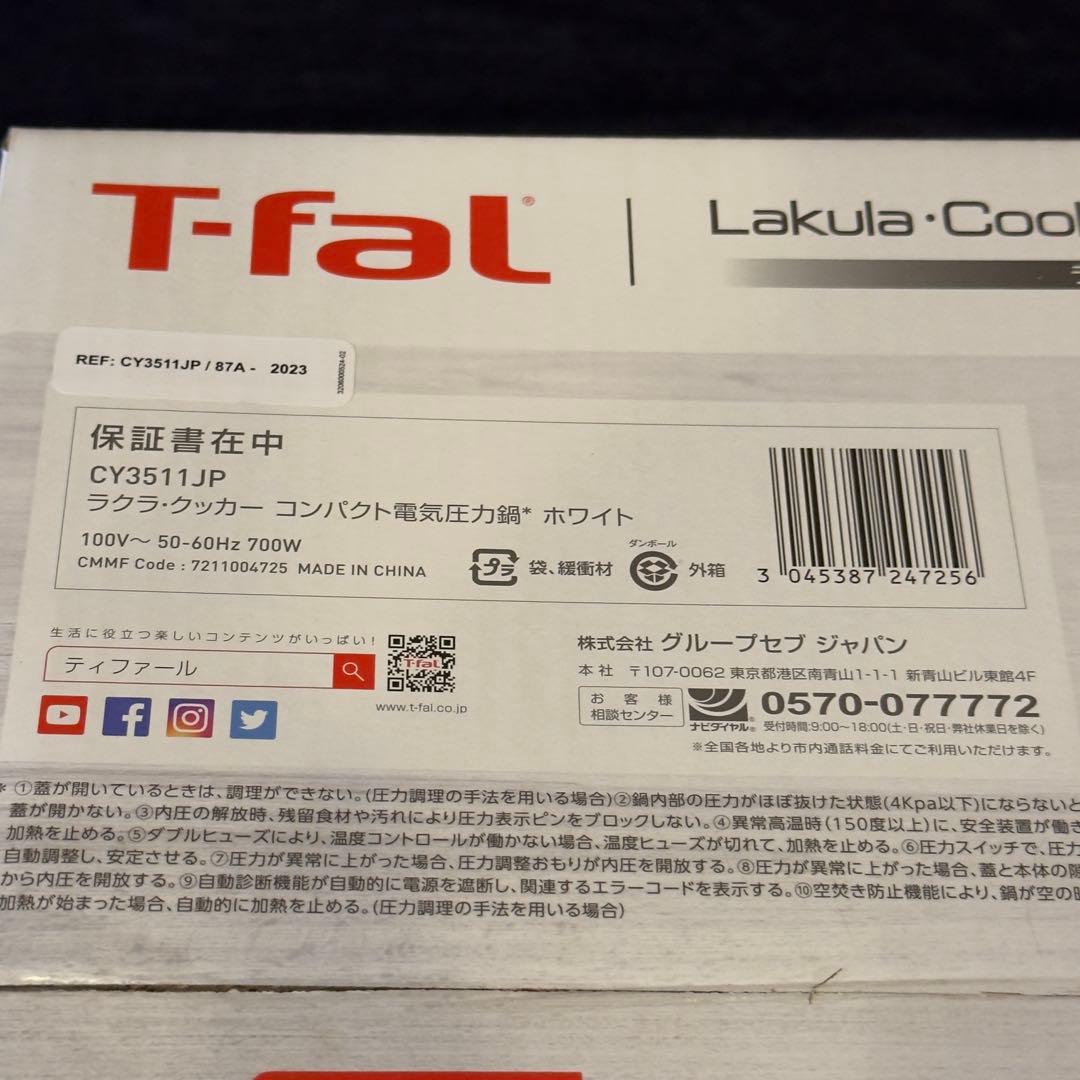 T-fal®
Lakula・Coo
REF: CY3511JP / 87A - 2023
保証書在中
CY3511JP
ラクラ・クッカー コンパクト電気圧力鍋* ホワイト
100V〜 50-60Hz 700W
CMMF Code : 7211004725 MADE IN CHINA
プラ 袋、緩衝材
ダンボール
外箱
3 045387 247256
生活に役立つ楽しいコンテンツがいっぱい!
ティファール
T-fal
www.t-fal.co.jp
株式会社 グループセブ ジャパン
本社 〒107-0062 東京都港区南青山1-1-1 新青山ビル東館4F
お客様
相談センター
ナビダイヤル®
0570-077772
受付時間:9:00〜18:00(土・日・祝日・弊社休業日を除く)
※全国各地より市内通話料金にてご利用いただけます。
* ①蓋が開いているときは、調理ができない。(圧力調理の手法を用いる場合)②鍋内部の圧力がほぼ抜けた状態(4Kpa以下)にならないと
蓋が開かない。③内圧の解放時、残留食材や汚れにより圧力表示ピンをブロックしない。④異常高温時(150度以上)に、安全装置が働き
加熱を止める。⑤ダブルヒューズにより、温度コントロールが働かない場合、温度ヒューズが切れて、加熱を止める。⑥圧力スイッチで、圧力
自動調整し、安定させる。⑦圧力が異常に上がった場合、圧力調整おもりが内圧を開放する。⑧圧力が異常に上がった場合、蓋と本体の隙
から内圧を開放する。⑨自動診断機能が自動的に電源を遮断し、関連するエラーコードを表示する。⑩空焚き防止機能により、鍋が空の
加熱が始まった場合、自動的に加熱を止める。(圧力調理の手法を用いる場合)